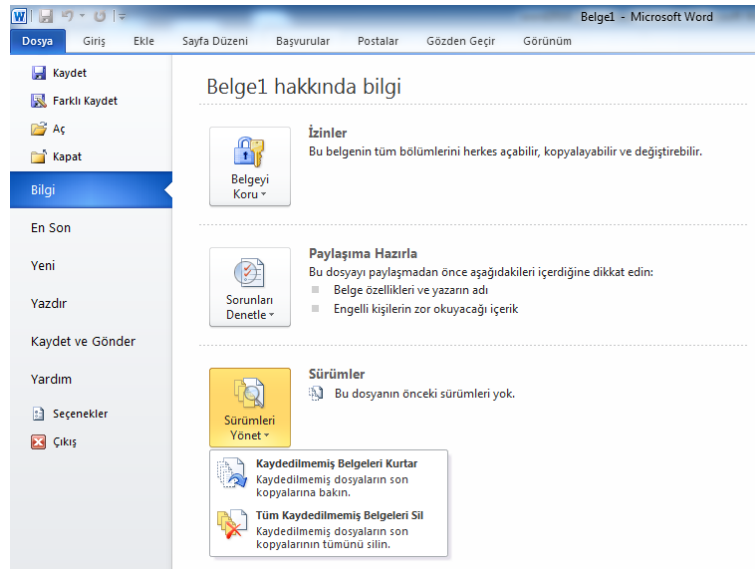 Belge1 - Microsoft Word
Dosya Giriş Ekle Sayfa Düzeni Başvurular Postalar Gözden Geçir Görünüm
Kaydet
Farklı Kaydet
Aç
Kapat
Bilgi
En Son
Yeni
Yazdır
Kaydet ve Gönder
Yardım
Seçenekler
Çıkış
Belge1 hakkında bilgi
Belgeyi
Koru
İzinler
Bu belgenin tüm bölümlerini herkes açabilir, kopyalayabilir ve değiştirebilir.
Sorunları
Denetle
Paylaşıma Hazırla
Bu dosyayı paylaşmadan önce aşağıdakileri içerdiğine dikkat edin:
Belge özellikleri ve yazarın adı
Engelli kişilerin zor okuyacağı içerik
Sürümleri
Yönet
Sürümler
Bu dosyanın önceki sürümleri yok.
Kaydedilmemiş Belgeleri Kurtar
Kaydedilmemiş dosyaların son
kopyalarına bakın.
Tüm Kaydedilmemiş Belgeleri Sil
Kaydedilmemiş dosyaların son
kopyalarının tümünü silin.